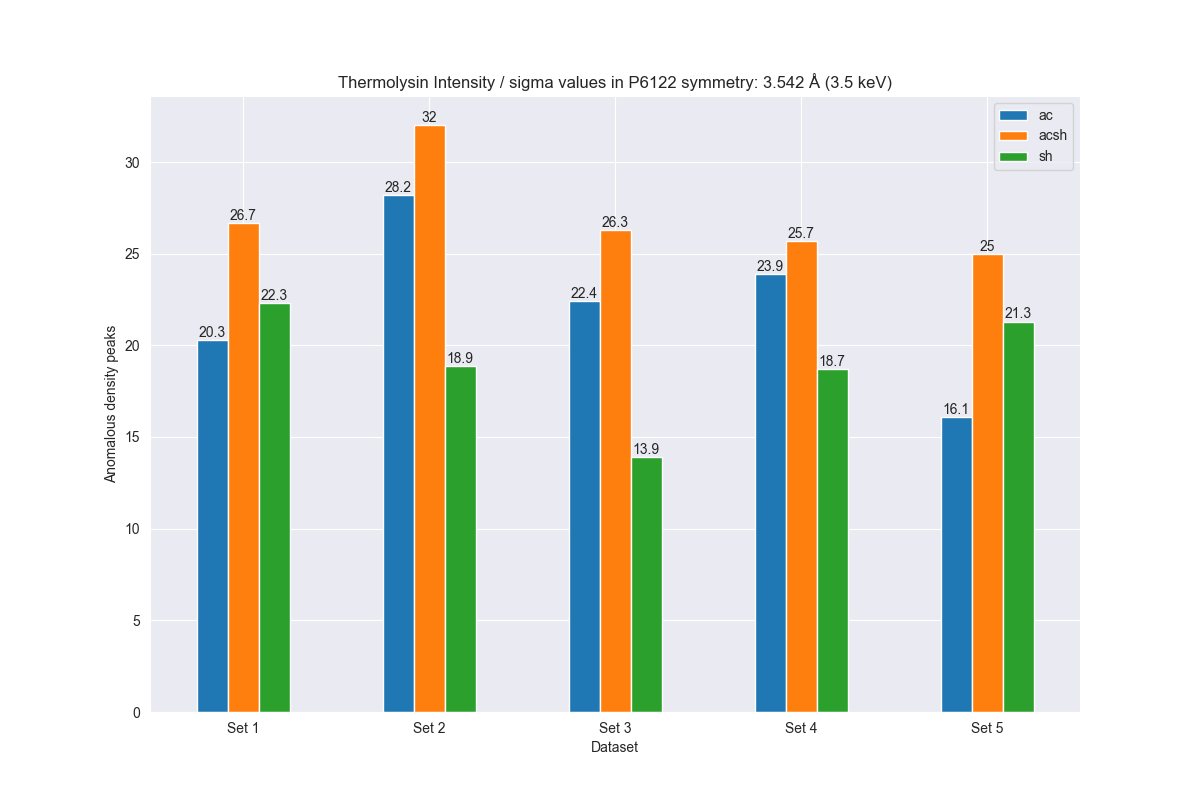 Thermolysin Intensity / sigma values in P6122 symmetry: 3.542 Å (3.5 keV)
ac
acsh
sh
Anomalous density peaks
30
25
20
15
10
5
0
20.3
26.7
22.3
28.2
32
18.9
22.4
26.3
13.9
23.9
25.7
18.7
16.1
25
21.3
Set 1
Set 2
Set 3
Set 4
Set 5
Dataset